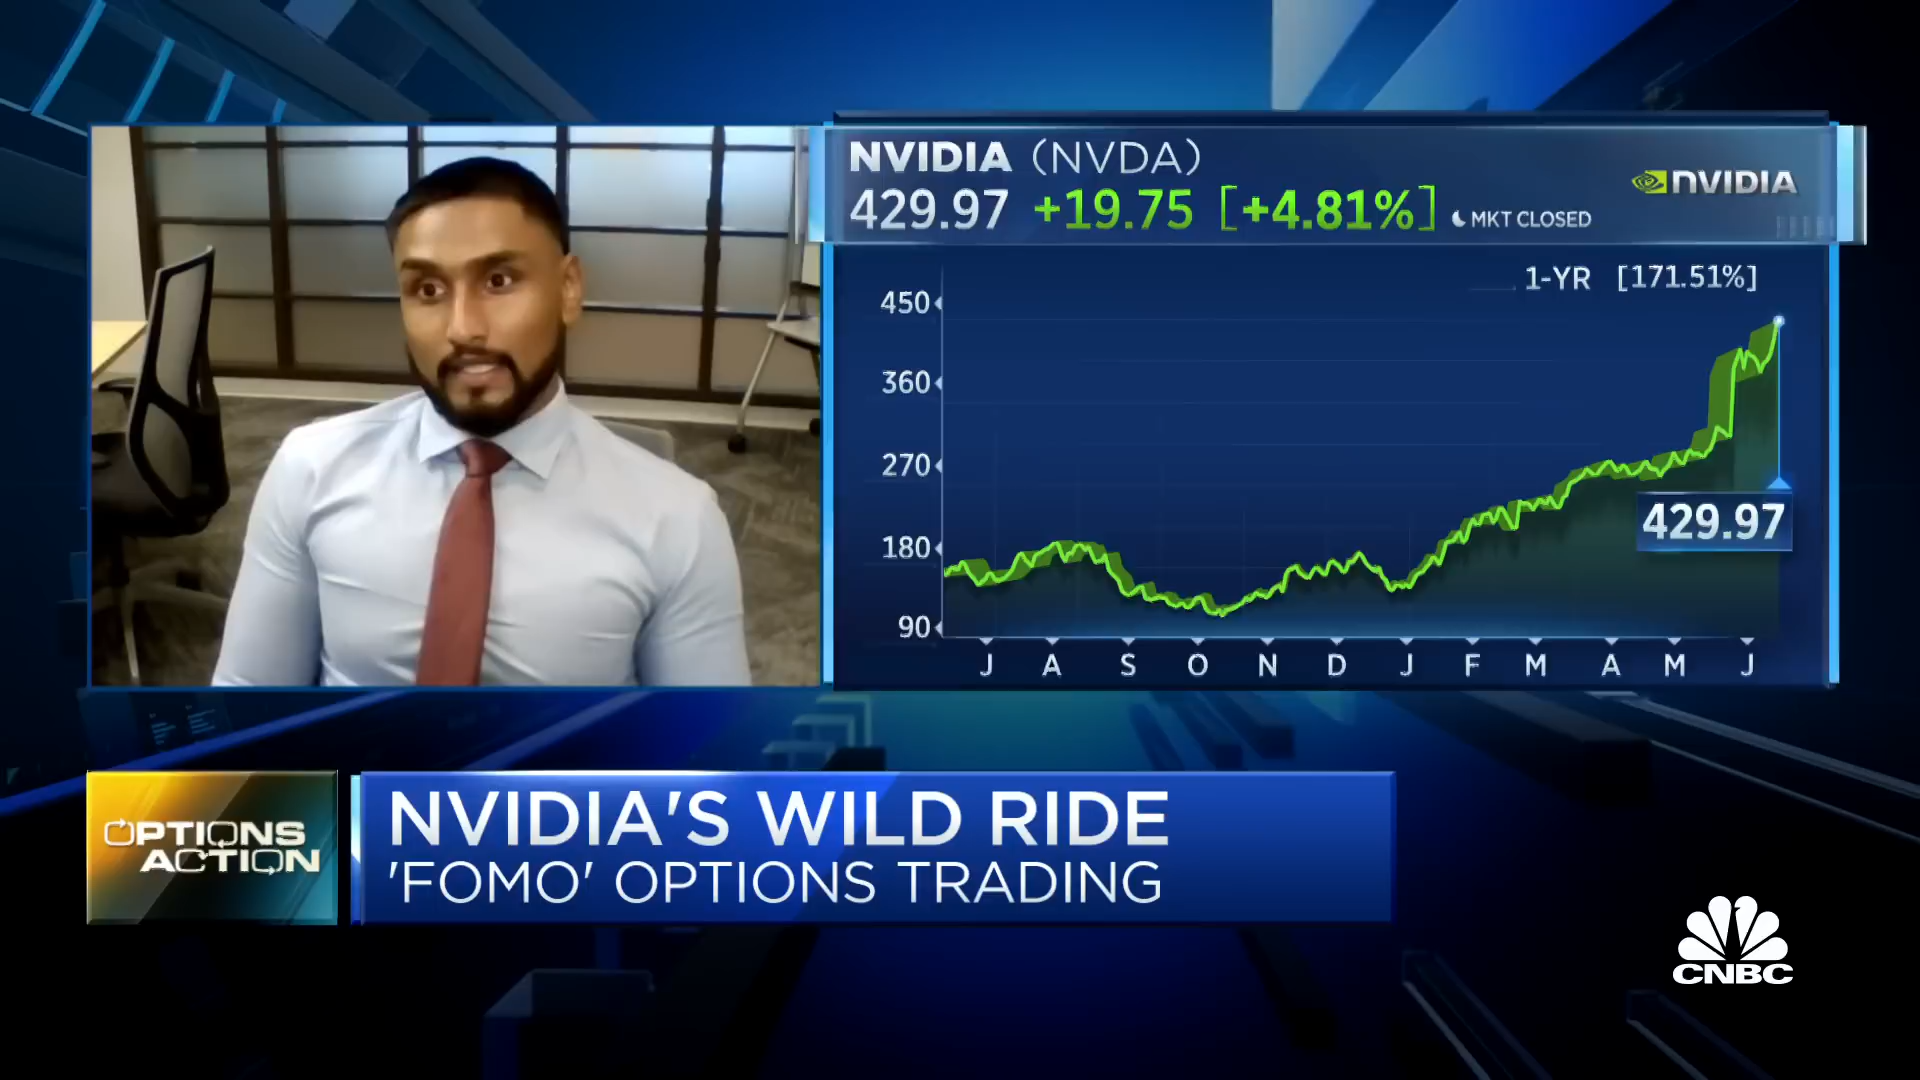 NVIDIA (NVDA)
429.97 +19.75 [+4.81%] MKT CLOSED
NVIDIA
1-YR [171.51%]
450
360
270
180
90
429.97
J A S O N D J F M A M J
OPTIONS
ACTION
NVIDIA'S WILD RIDE
'FOMO' OPTIONS TRADING
CNBC